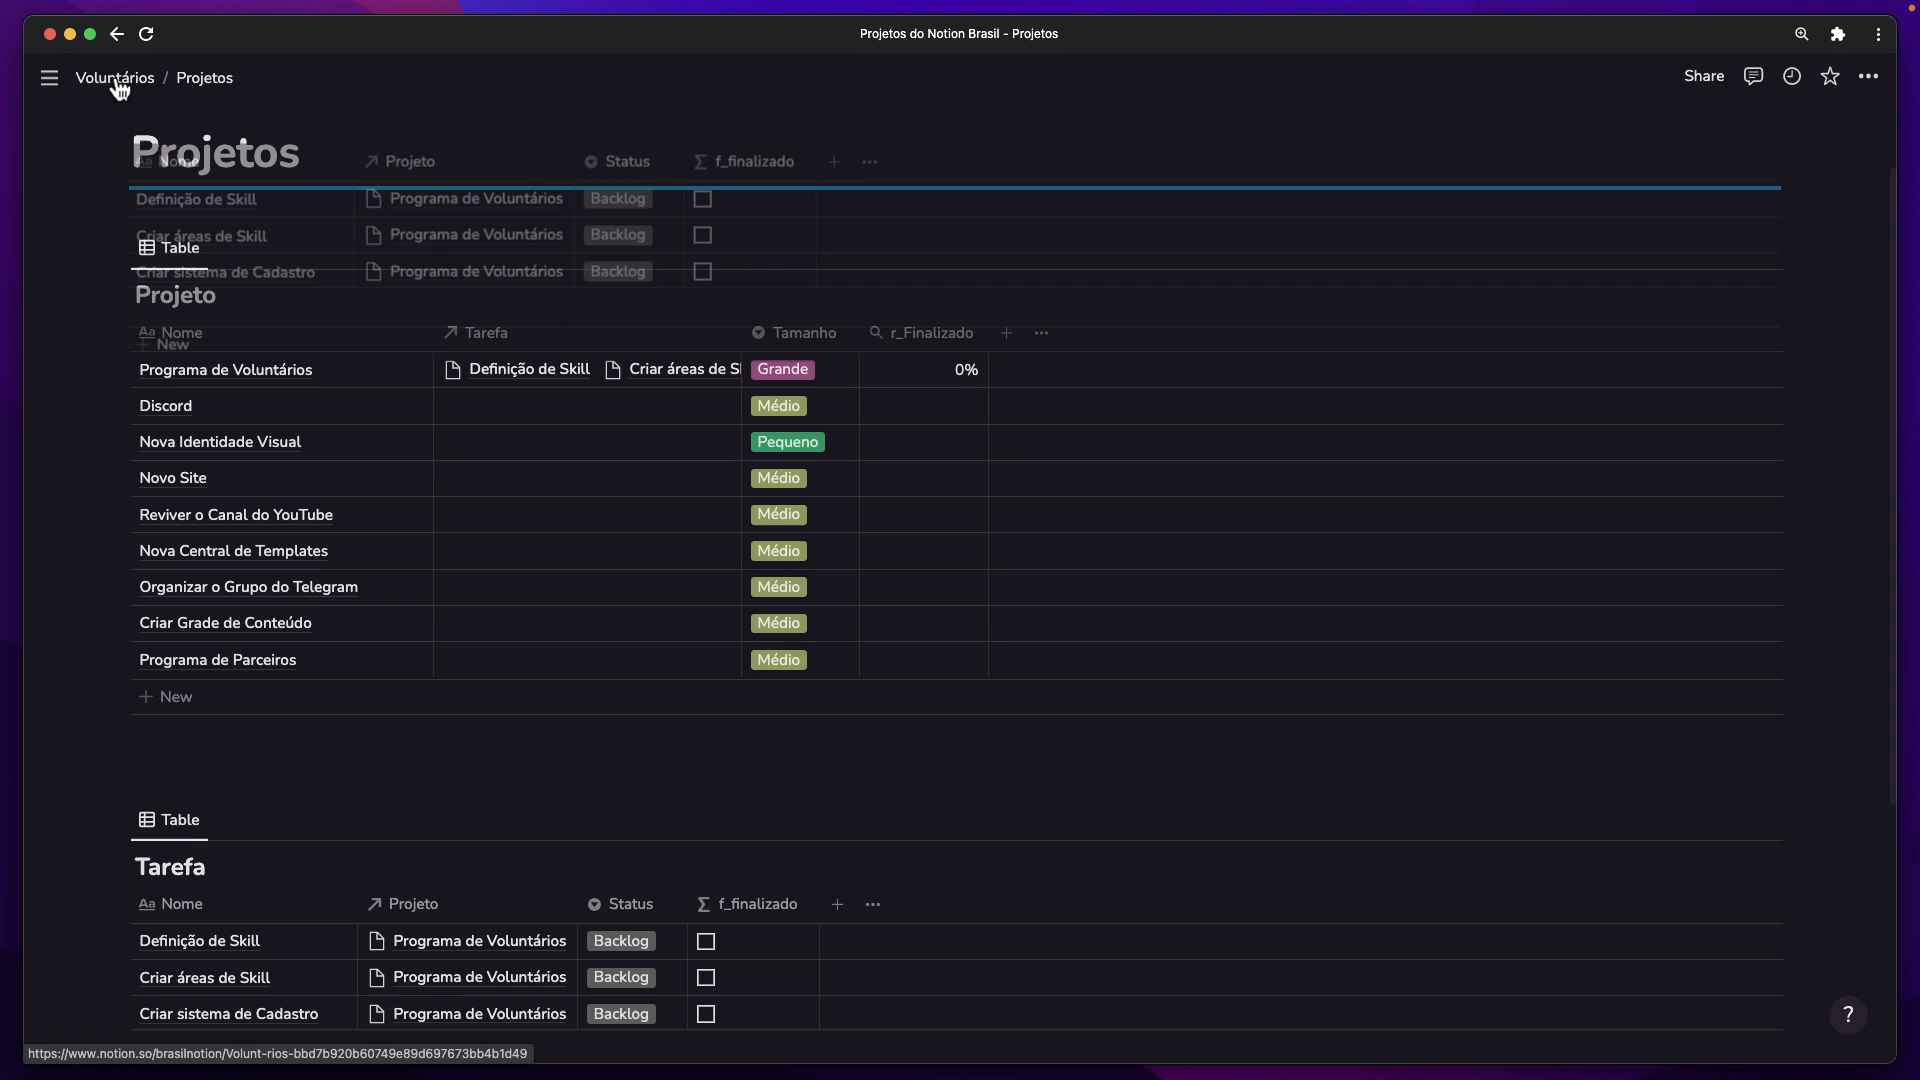 Projetos do Notion Brasil - Projetos
Voluntários / Projetos
Share
Projetos
Aa Nome Projeto Status f_finalizado
Definição de Skill Programa de Voluntários Backlog
Criar áreas de Skill Programa de Voluntários Backlog
Table
Criar sistema de Cadastro Programa de Voluntários Backlog
Projeto
Aa Nome Tarefa Tamanho r_Finalizado
New
Programa de Voluntários Definição de Skill Criar áreas de S Grande 0%
Discord Médio
Nova Identidade Visual Pequeno
Novo Site Médio
Reviver o Canal do YouTube Médio
Nova Central de Templates Médio
Organizar o Grupo do Telegram Médio
Criar Grade de Conteúdo Médio
Programa de Parceiros Médio
New
Table
Tarefa
Aa Nome Projeto Status f_finalizado
Definição de Skill Programa de Voluntários Backlog
Criar áreas de Skill Programa de Voluntários Backlog
Criar sistema de Cadastro Programa de Voluntários Backlog
?
https://www.notion.so/brasilnotion/Volunt-rios-bbd7b920b60749e89d697673bb4b1d49